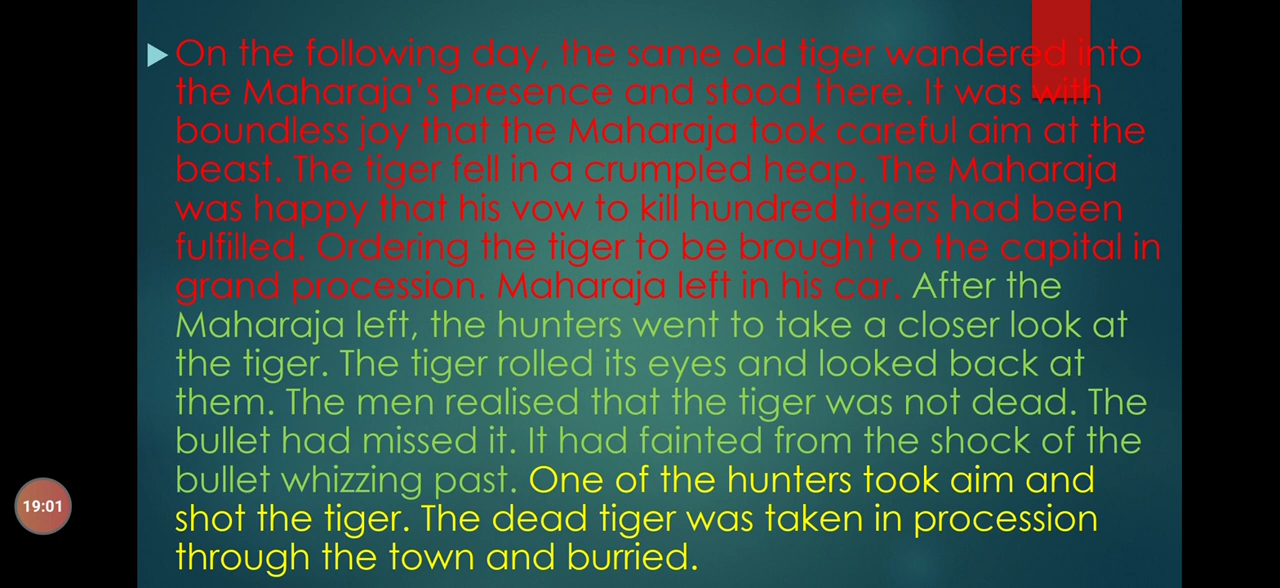 On the following day, the same old tiger wandered into
the Maharaja's presence and stood there. It was with
boundless joy that the Maharaja took careful aim at the
beast. The tiger fell in a crumpled heap. The Maharaja
was happy that his vow to kill hundred tigers had been
fulfilled. Ordering the tiger to be brought to the capital in
grand procession. Maharaja left in his car. After the
Maharaja left, the hunters went to take a closer look at
the tiger. The tiger rolled its eyes and looked back at
them. The men realised that the tiger was not dead. The
bullet had missed it. It had fainted from the shock of the
bullet whizzing past. One of the hunters took aim and
shot the tiger. The dead tiger was taken in procession
through the town and burried.
19:01